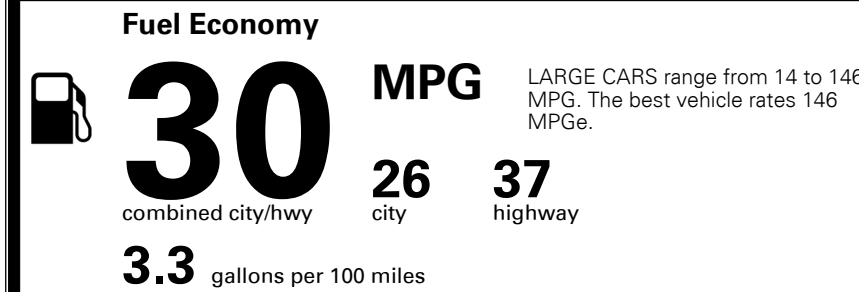 Fuel Economy
30
MPG
LARGE CARS range from 14 to 146
MPG. The best vehicle rates 146
MPGe.
26
37
combined city/hwy
city
highway
3.3 gallons per 100 miles